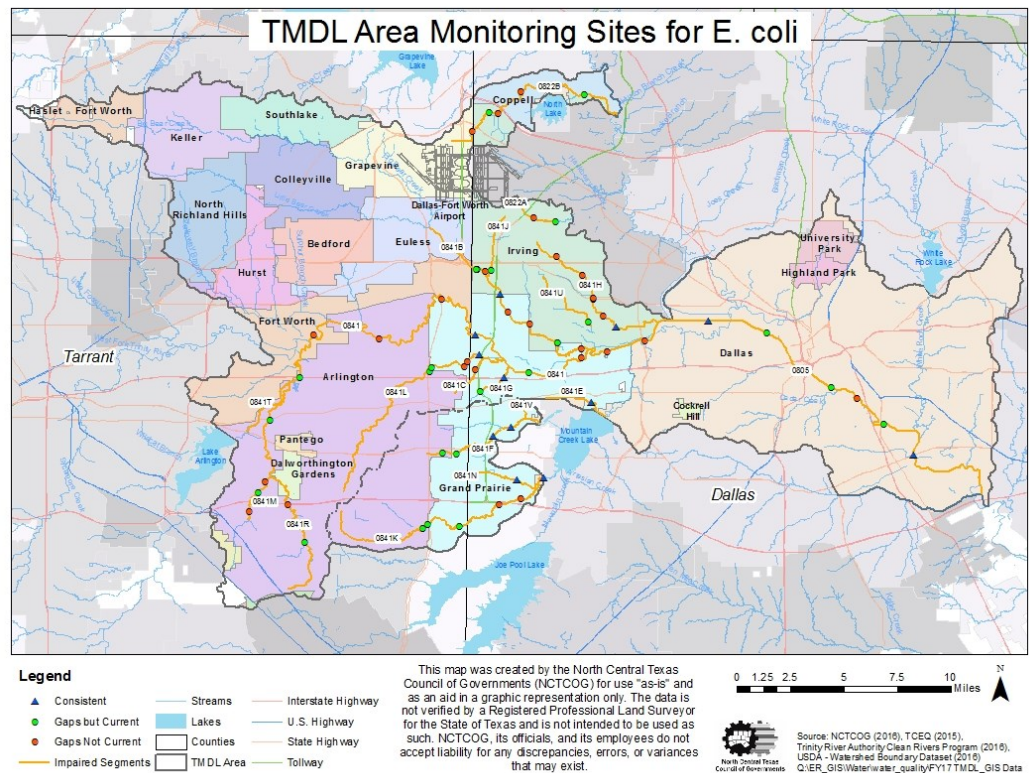 TMDL Area Monitoring Sites for E. coli
Grapevine
Lake
0822B
Coppell
North
Lake
Haslet
Fort Worth
Southlake
Keller
White Rock Creek
Grapevine
Colleyville
Dallas-Fort Worth
Airport
0822A
North
Richland Hills
0841J
Bedford
Euless
0841B
Irving
University
Park
White
Rock Lake
Hurst
Highland Park
0841H
0841U
Fort Worth
0841
Tarrant
Dallas
Arlington
0841
0805
0841C
0841G
0841E
0841L
0841T
0841V
Cockrell
Hill
Mountain
Creek Lake
Pantego
0841F
Lake
Arlington
Dalworthington
Gardens
0841N
Grand Prairie
Dallas
0841M
0841R
0841K
Joe Pool Lake
Legend
Consistent
Gaps but Current
Gaps Not Current
Impaired Segments
Streams
Lakes
Counties
TMDL Area
Interstate Highway
U.S. Highway
State Highway
Tollway
This map was created by the North Central Texas
Council of Governments (NCTCOG) for use "as-is" and
as an aid in a graphic representation only. The data is
not verified by a Registered Professional Land Surveyor
for the State of Texas and is not intended to be used as
such. NCTCOG, its officials, and its employees do not
accept liability for any discrepancies, errors, or variances
that may exist.
0 1.25 2.5 5 7.5 10
Miles
N
North Central Texas
Council of Governments
Source: NCTCOG (2016), TCEQ (2015),
Trinity River Authority Clean Rivers Program (2016),
USDA - Watershed Boundary Dataset (2016)
Q:\ER_GIS\Water\water_quality\FY17 TMDL_GIS Data